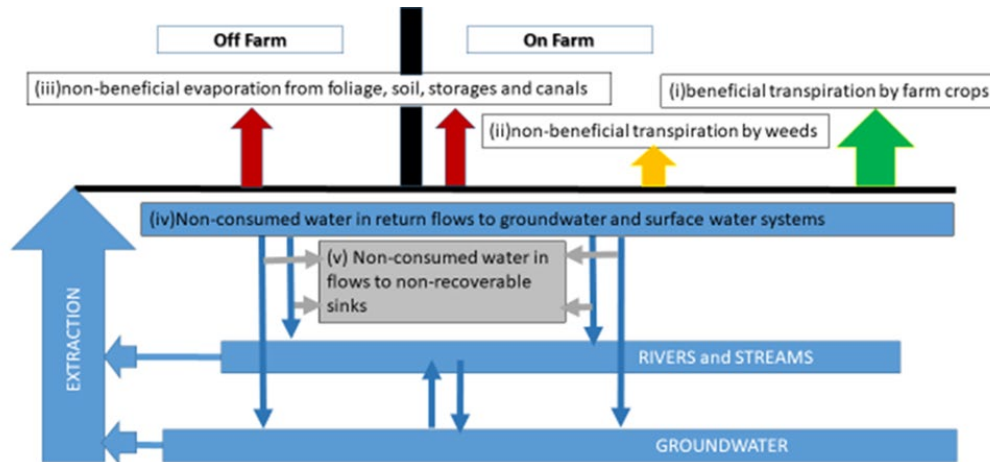 Off Farm
On Farm
(iii)non-beneficial evaporation from foliage, soil, storages and canals
(i)beneficial transpiration by farm crops
(ii)non-beneficial transpiration by weeds
(iv)Non-consumed water in return flows to groundwater and surface water systems
(v) Non-consumed water in
flows to non-recoverable
sinks
EXTRACTION
RIVERS and STREAMS
GROUNDWATER